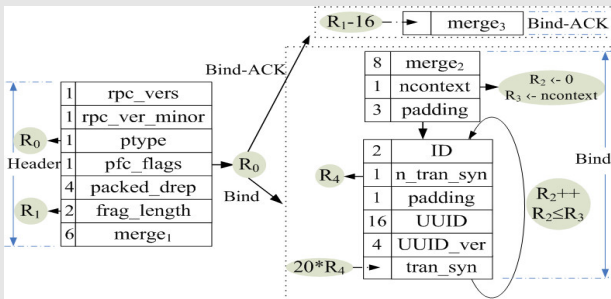 R1-16
merge3
Bind-ACK
Bind-ACK
8 merge2
1 ncontext
3 padding
R2 <- 0
R3 <- ncontext
Header
1 rpc_vers
1 rpc_ver_minor
1 ptype
1 pfc_flags
4 packed_drep
2 frag_length
6 merge1
R0
R1
R0
Bind
2 ID
1 n_tran_syn
1 padding
16 UUID
4 UUID_ver
tran_syn
R4
20*R4
R2++
R2≤R3
Bind